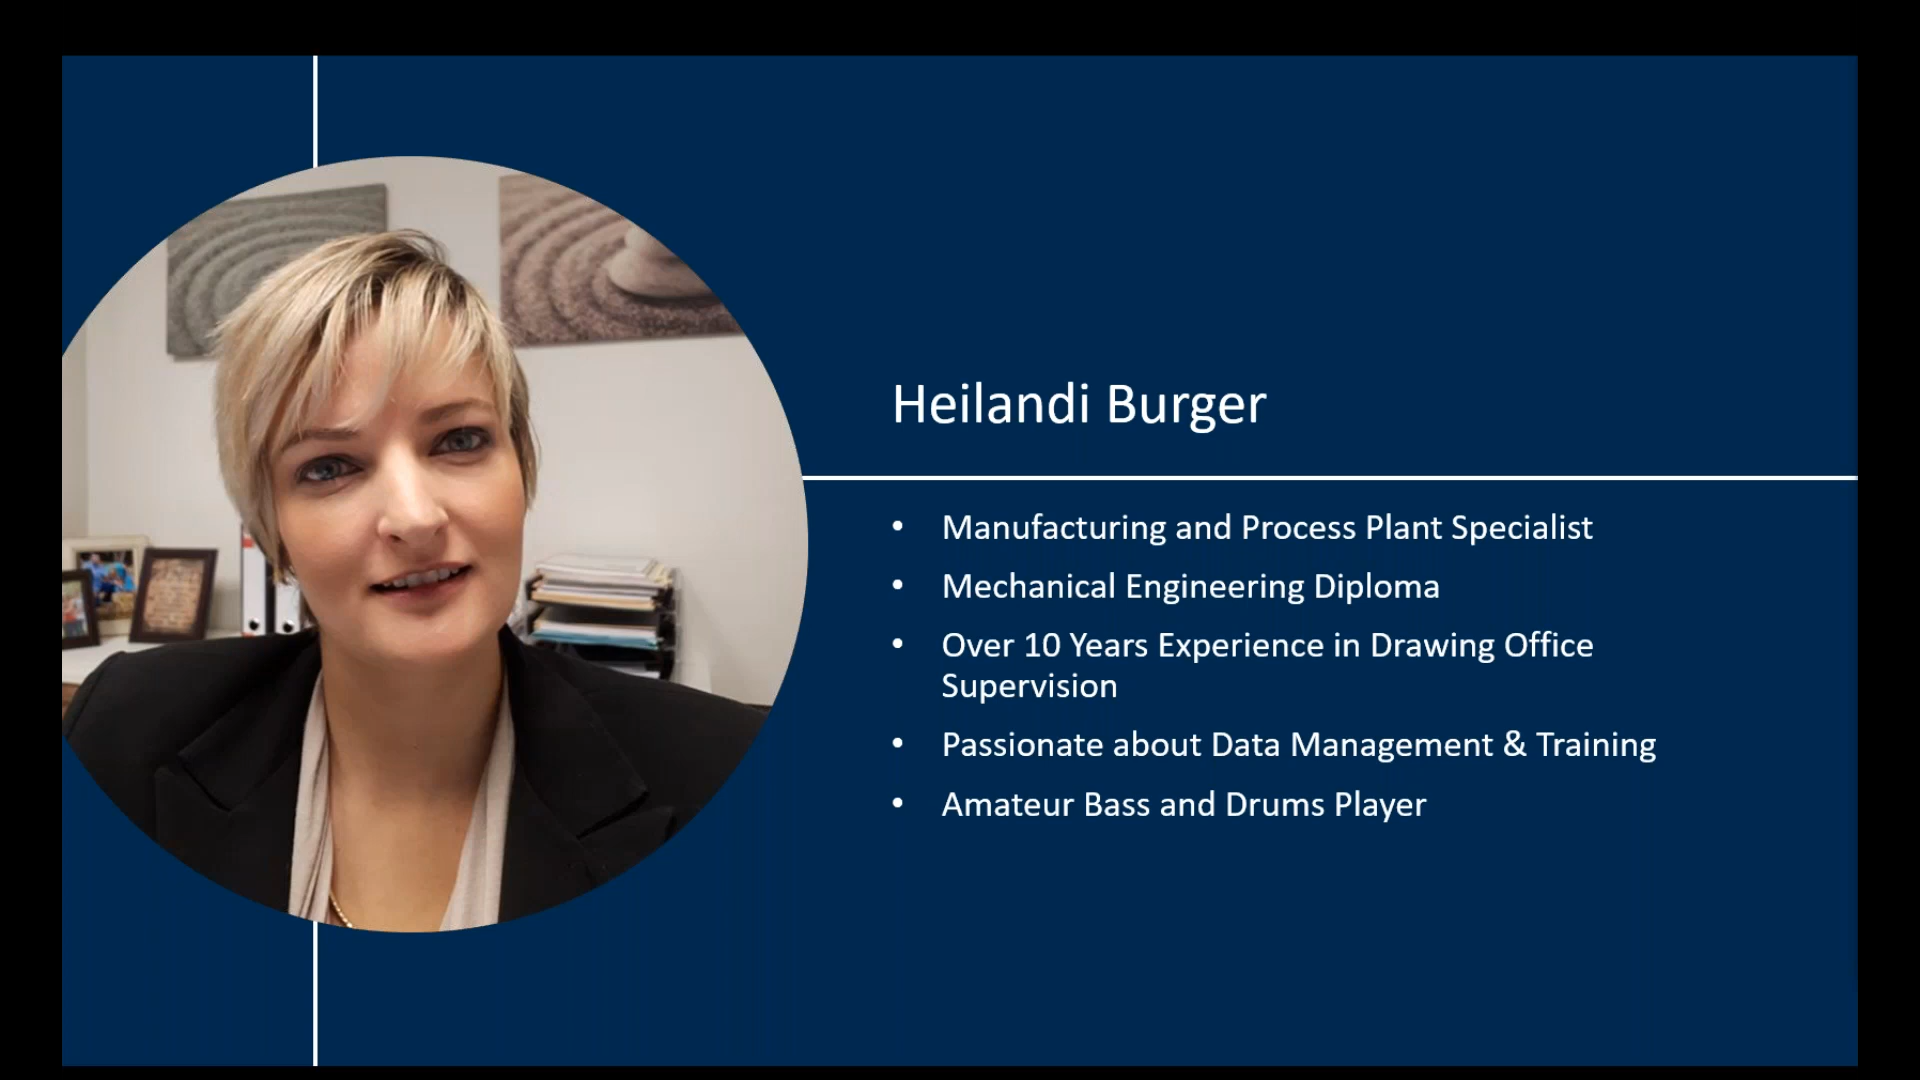 Heilandi Burger
• Manufacturing and Process Plant Specialist
• Mechanical Engineering Diploma
• Over 10 Years Experience in Drawing Office
Supervision
• Passionate about Data Management & Training
• Amateur Bass and Drums Player